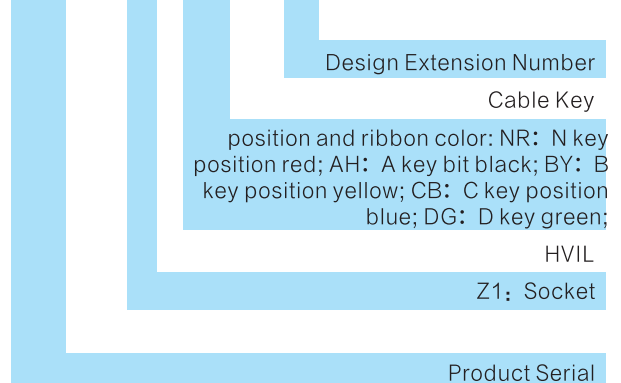 Design Extension Number
Cable Key
position and ribbon color: NR：N key
position red; AH：A key bit black; BY：B
key position yellow; CB：C key position
blue; DG：D key green;
HVIL
Z1：Socket
Product Serial